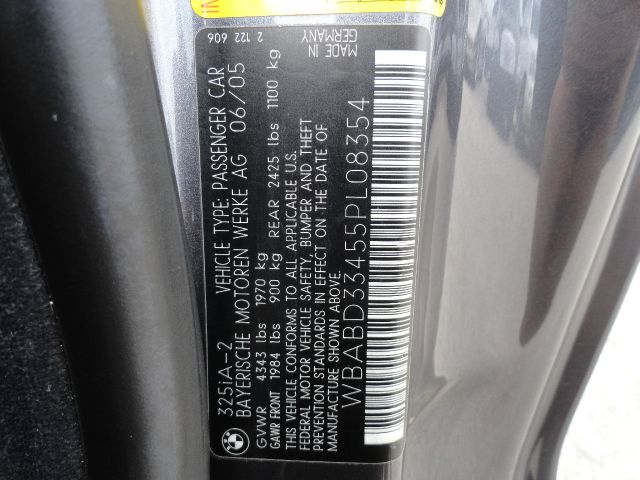 325iA-2 VEHICLE TYPE: PASSENGER CAR
BAYERISCHE MOTOREN WERKE AG 06/05
GVWR 4343 lbs 1970 kg
GAWR FRONT 1984 lbs 900 kg REAR 2425 lbs 1100 kg
THIS VEHICLE CONFORMS TO ALL APPLICABLE U.S.
FEDERAL MOTOR VEHICLE SAFETY, BUMPER AND THEFT
PREVENTION STANDARDS IN EFFECT ON THE DATE OF
MANUFACTURE SHOWN ABOVE.
WBABD33455PL08354
2 122 606
MADE IN
GERMANY